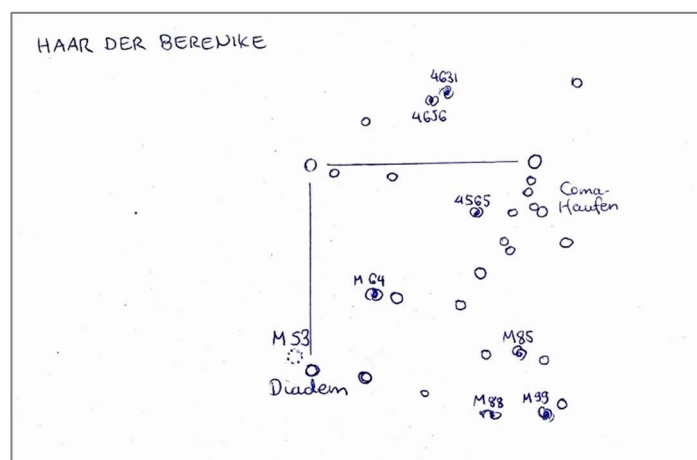 HAAR DER BERENIKE
4631
4656
4565
Coma-
Haufen
M 64
M 53
M85
Diadem
M88
M99